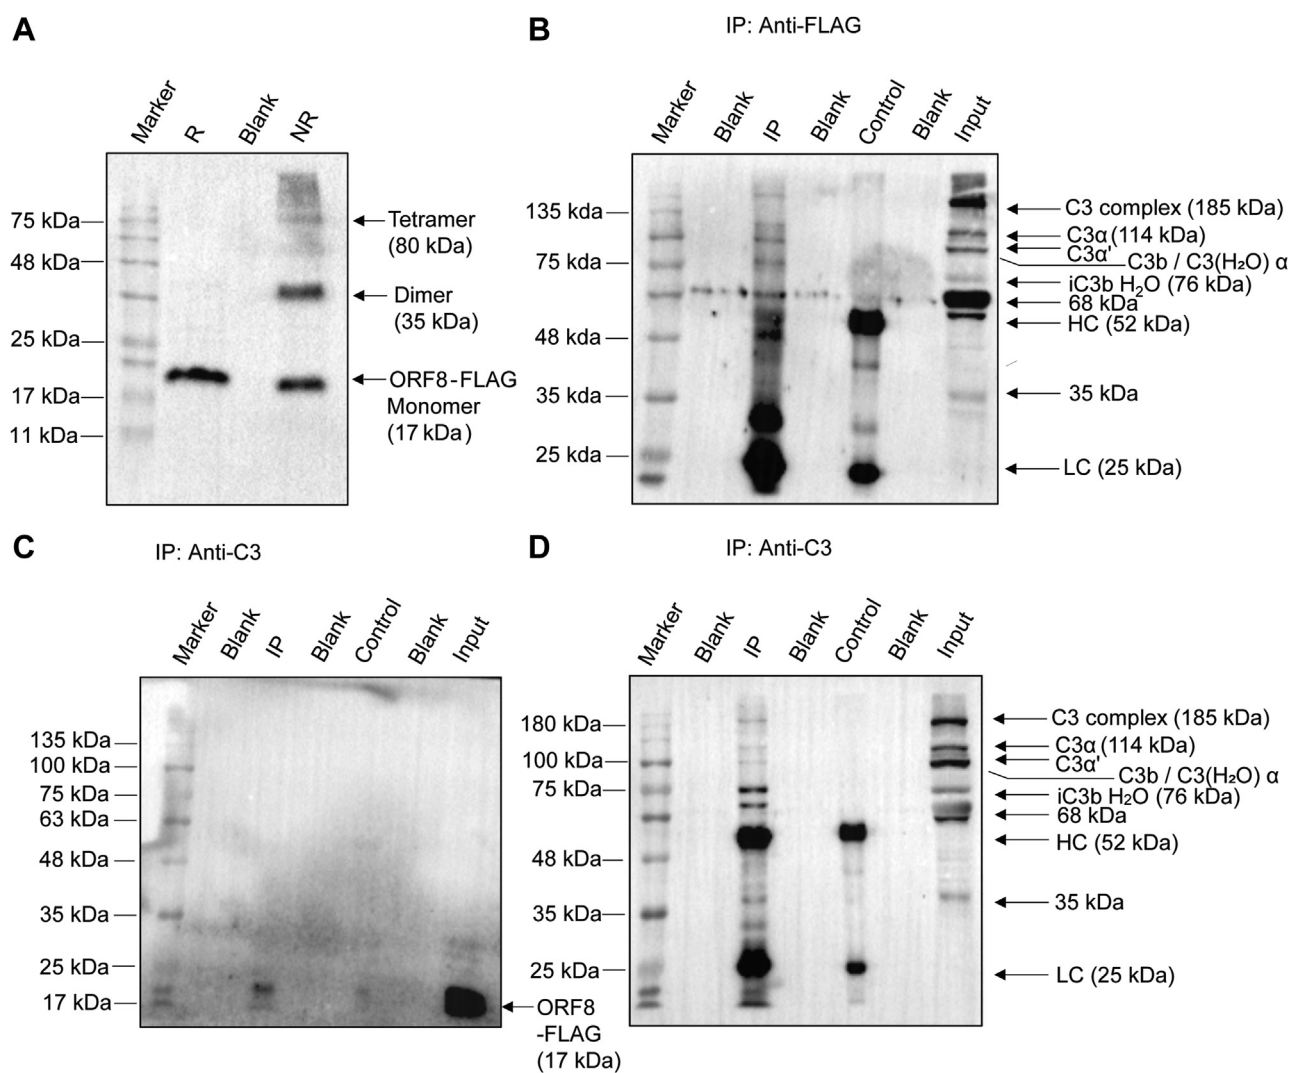 A
Marker
R
Blank
NR
75 kDa
48 kDa
25 kDa
17 kDa
11 kDa
Tetramer
(80 kDa)
Dimer
(35 kDa)
ORF8-FLAG
Monomer
(17 kDa)
B
IP: Anti-FLAG
Marker
Blank
IP
Blank
Control
Blank
Input
135 kda
75 kDa
48 kDa
35 kda
25 kda
C3 complex (185 kDa)
C3α (114 kDa)
C3α'
C3b / C3(H₂O) α
iC3b H₂O (76 kDa)
68 kDa
HC (52 kDa)
35 kDa
LC (25 kDa)
C
IP: Anti-C3
Marker
Blank
IP
Blank
Control
Blank
Input
135 kDa
100 kDa
75 kDa
63 kDa
48 kDa
35 kDa
25 kDa
17 kDa
ORF8
-FLAG
(17 kDa)
D
IP: Anti-C3
Marker
Blank
IP
Blank
Control
Blank
Input
180 kDa
100 kDa
75 kDa
48 kDa
35 kDa
25 kDa
C3 complex (185 kDa)
C3α (114 kDa)
C3α'
C3b / C3(H₂O) α
iC3b H₂O (76 kDa)
68 kDa
HC (52 kDa)
35 kDa
LC (25 kDa)